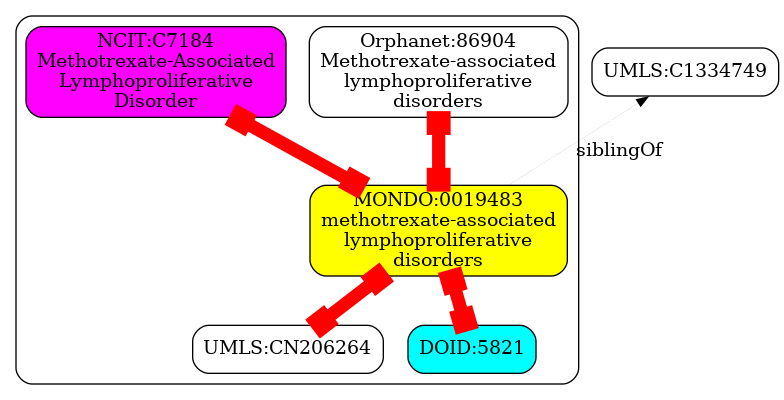 NCIT:C7184
Methotrexate-Associated
Lymphoproliferative
Disorder
Orphanet:86904
Methotrexate-associated
lymphoproliferative
disorders
UMLS:C1334749
siblingOf
MONDO:0019483
methotrexate-associated
lymphoproliferative
disorders
UMLS:CN206264
DOID:5821